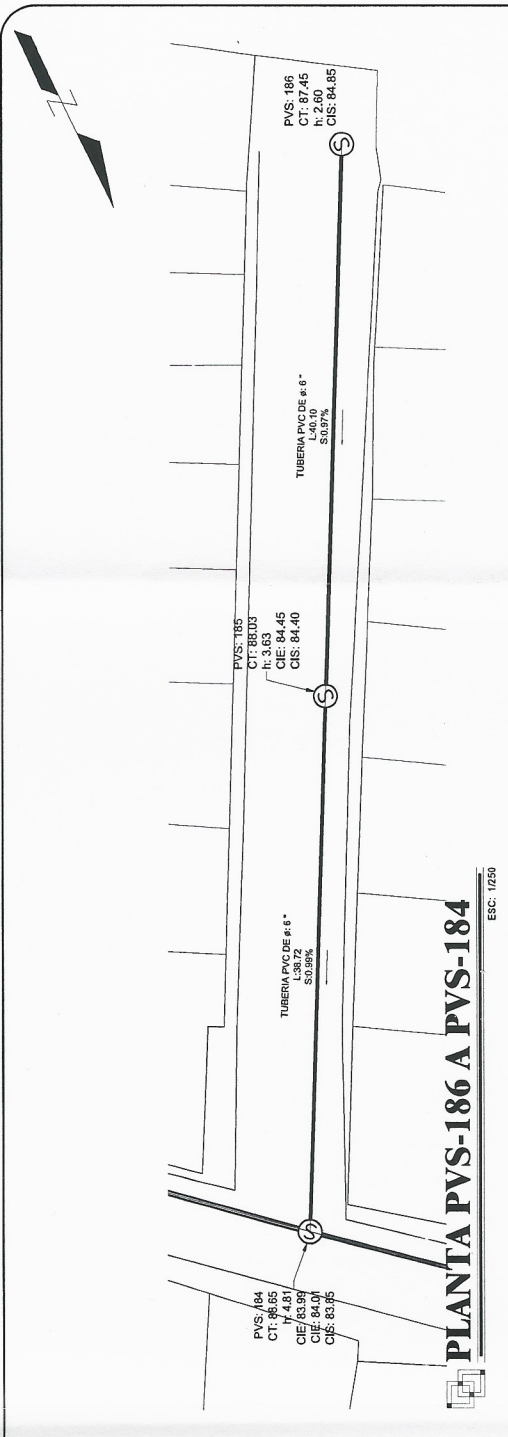 PVS: 186
CT: 87.45
h: 2.60
CIS: 84.85
TUBERIA PVC DE ø: 6"
L:40.10
S:0.97%
PVS: 185
CT: 88.03
h: 3.63
CIE: 84.45
CIS: 84.40
TUBERIA PVC DE ø: 6"
L:38.72
S:0.99%
PVS: 184
CT: 88.65
h: 4.81
CIE: 83.99
CIE: 84.01
CIS: 83.85
S
S
S
PLANTA PVS-186 A PVS-184
ESC: 1/250